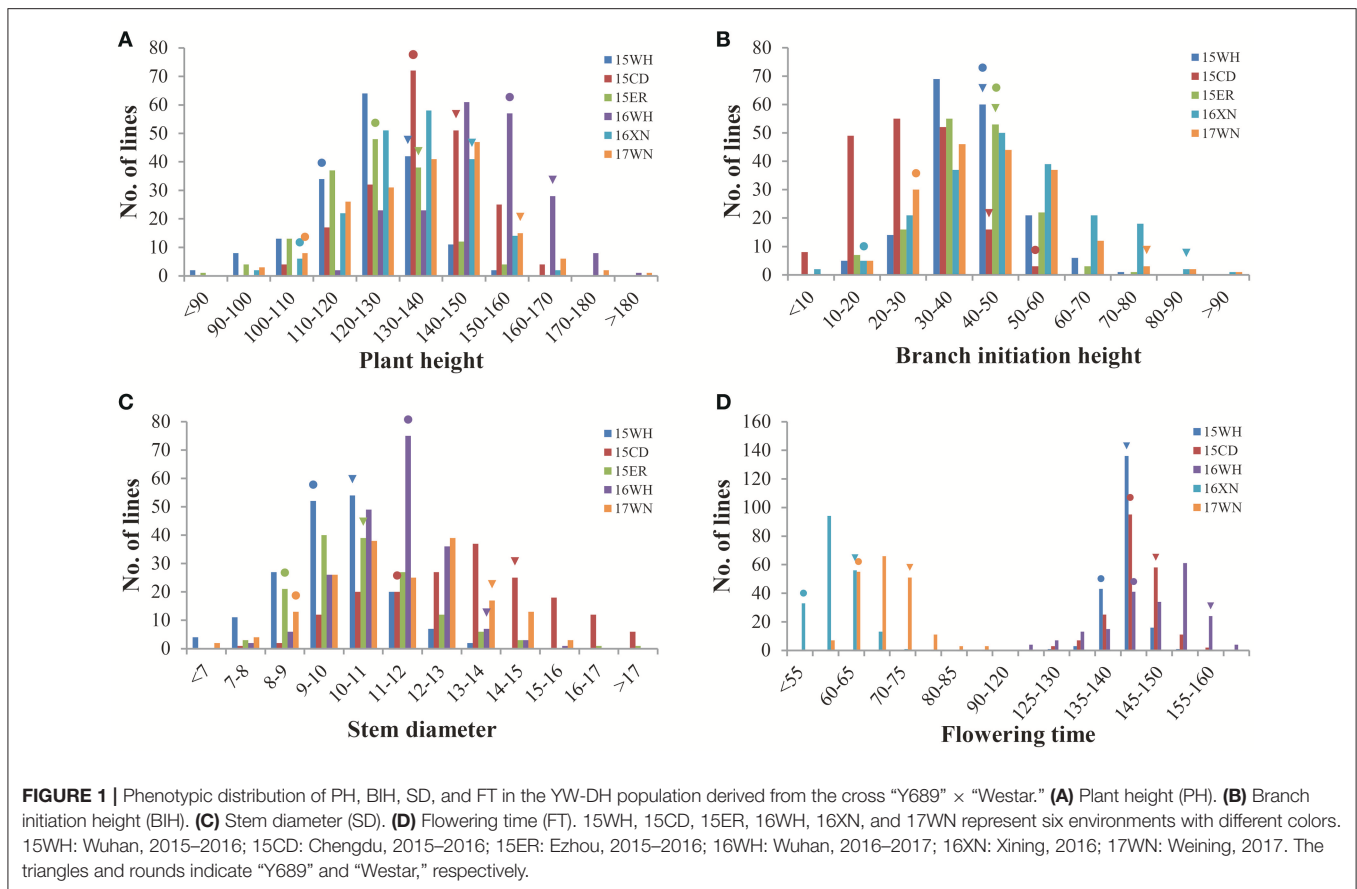 A
B
80
70
60
50
40
30
20
10
0
No. of lines
15WH
15CD
15ER
16WH
16XN
17WN
<90
90-100
100-110
110-120
120-130
130-140
140-150
150-160
160-170
170-180
>180
Plant height
80
70
60
50
40
30
20
10
0
No. of lines
15WH
15CD
15ER
16XN
17WN
<10
10-20
20-30
30-40
40-50
50-60
60-70
70-80
80-90
>90
Branch initiation height
C
D
80
70
60
50
40
30
20
10
0
No. of lines
15WH
15CD
15ER
16WH
17WN
<7
7-8
8-9
9-10
10-11
11-12
12-13
13-14
14-15
15-16
16-17
>17
Stem diameter
160
140
120
100
80
60
40
20
0
No. of lines
15WH
15CD
16WH
16XN
17WN
<55
60-65
70-75
80-85
90-120
125-130
135-140
145-150
155-160
Flowering time
FIGURE 1 | Phenotypic distribution of PH, BIH, SD, and FT in the YW-DH population derived from the cross “Y689” × “Westar.” (A) Plant height (PH). (B) Branch
initiation height (BIH). (C) Stem diameter (SD). (D) Flowering time (FT). 15WH, 15CD, 15ER, 16WH, 16XN, and 17WN represent six environments with different colors.
15WH: Wuhan, 2015–2016; 15CD: Chengdu, 2015–2016; 15ER: Ezhou, 2015–2016; 16WH: Wuhan, 2016–2017; 16XN: Xining, 2016; 17WN: Weining, 2017. The
triangles and rounds indicate “Y689” and “Westar,” respectively.